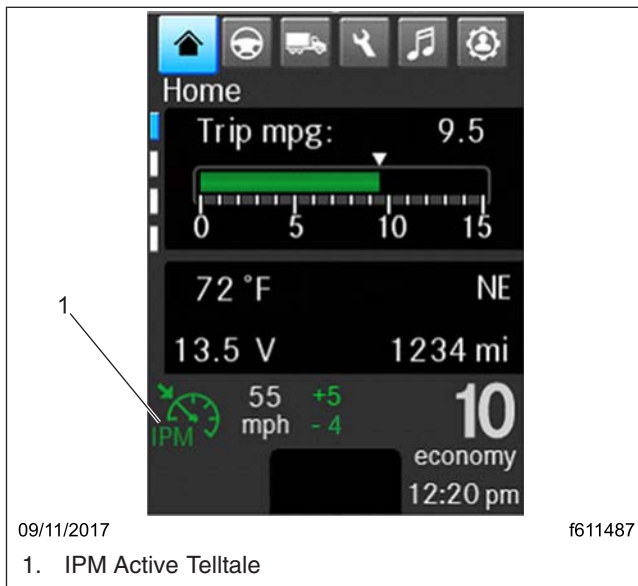 Home
Trip mpg: 9.5
0 5 10 15
72 °F NE
13.5 V 1234 mi
1
IPM
55 +5
mph - 4
10
economy
12:20 pm
09/11/2017 f611487
1. IPM Active Telltale